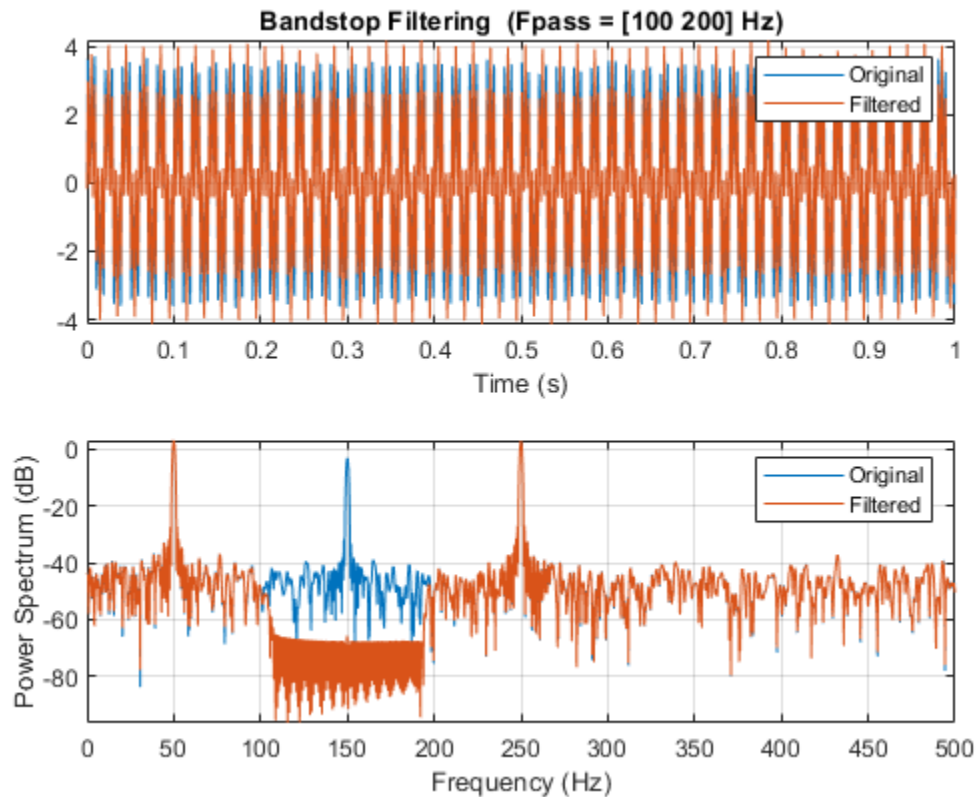 Bandstop Filtering (Fpass = [100 200] Hz)
4
2
0
-2
-4
Original
Filtered
0 0.1 0.2 0.3 0.4 0.5 0.6 0.7 0.8 0.9 1
Time (s)
Power Spectrum (dB)
0
-20
-40
-60
-80
Original
Filtered
0 50 100 150 200 250 300 350 400 450 500
Frequency (Hz)